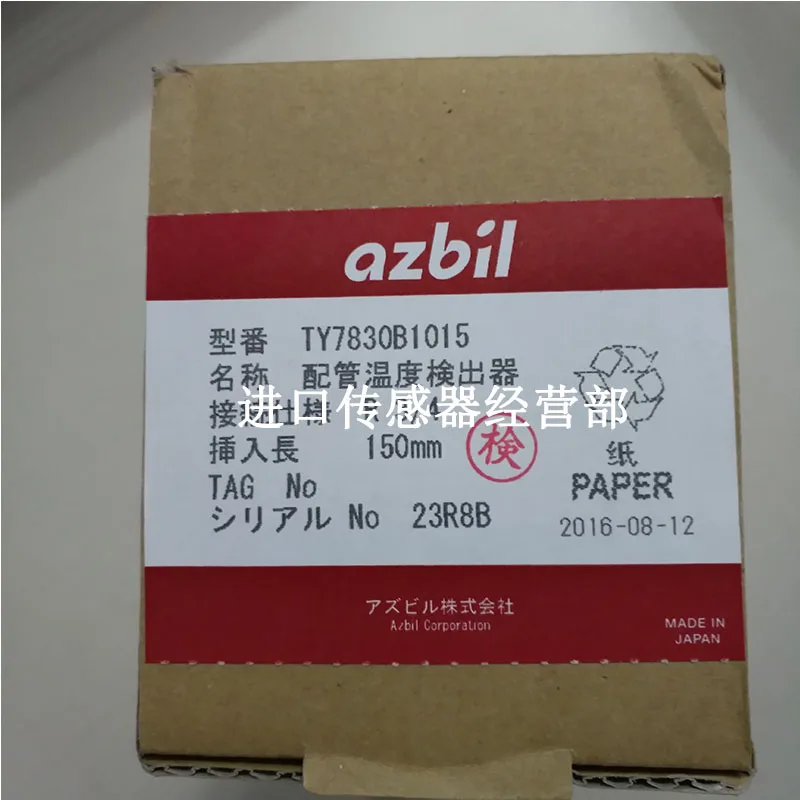 azbil
型番 TY7830B1015
名称 配管温度検出器
進口传感器经营部
挿入長 150mm
検
TAG No
シリアル No 23R8B
紙
PAPER
2016-08-12
アズビル株式会社
Azbil Corporation
MADE IN
JAPAN